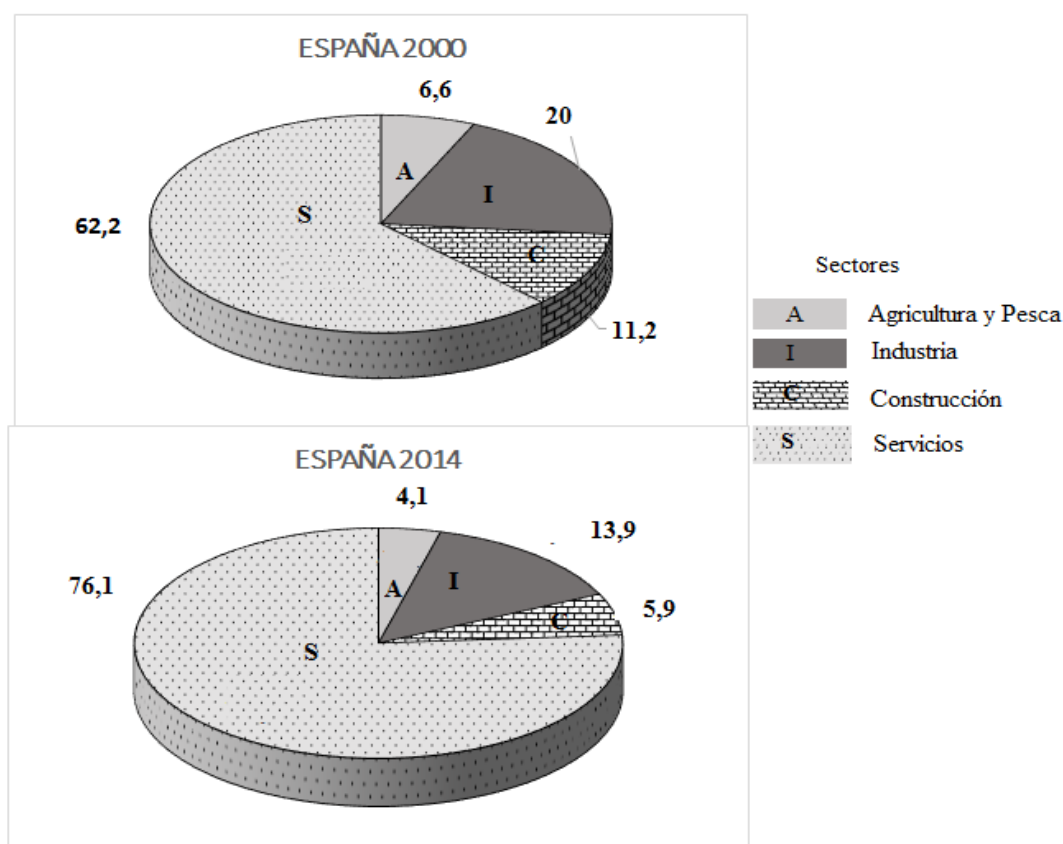 ESPAÑA 2000
6,6
20
A
I
S
62,2
C
11,2
Sectores
A Agricultura y Pesca
I Industria
C Construcción
S Servicios
ESPAÑA 2014
4,1
13,9
76,1
A
I
5,9
C
S